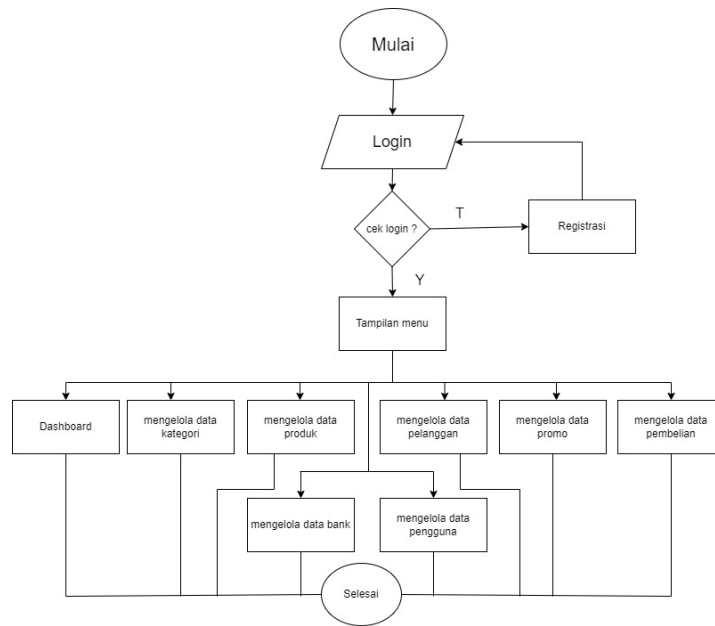 Mulai
Login
cek login ?
T
Registrasi
Y
Tampilan menu
Dashboard
mengelola data
kategori
mengelola data
produk
mengelola data
pelanggan
mengelola data
promo
mengelola data
pembelian
mengelola data bank
mengelola data
pengguna
Selesai